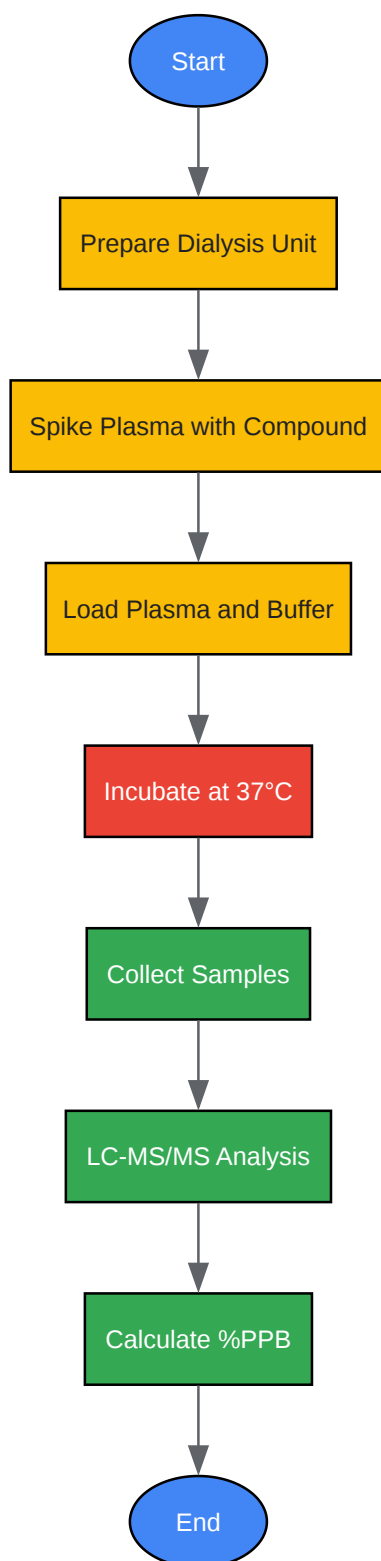 Start
Prepare Dialysis Unit
Spike Plasma with Compound
Load Plasma and Buffer
Incubate at 37°C
Collect Samples
LC-MS/MS Analysis
Calculate %PPB
End